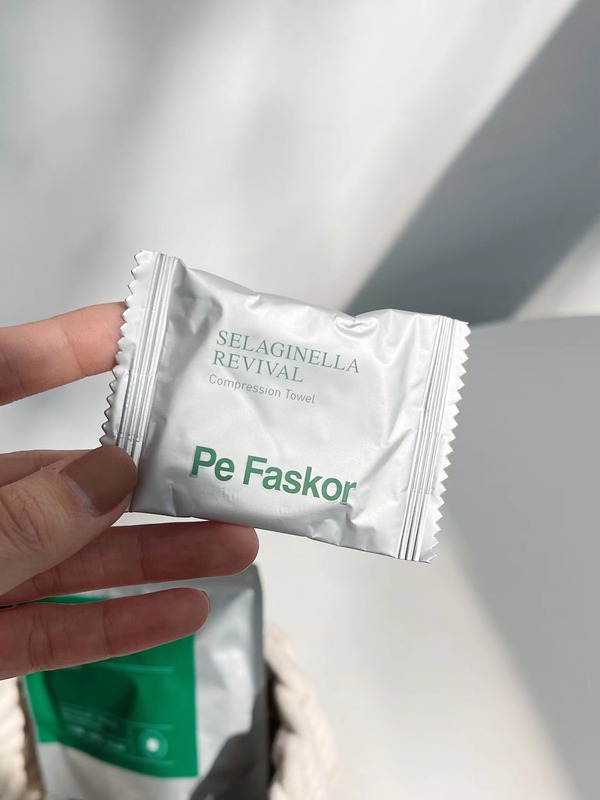 SELAGINELLA
REVIVAL
Compression Towel
Pe Faskor